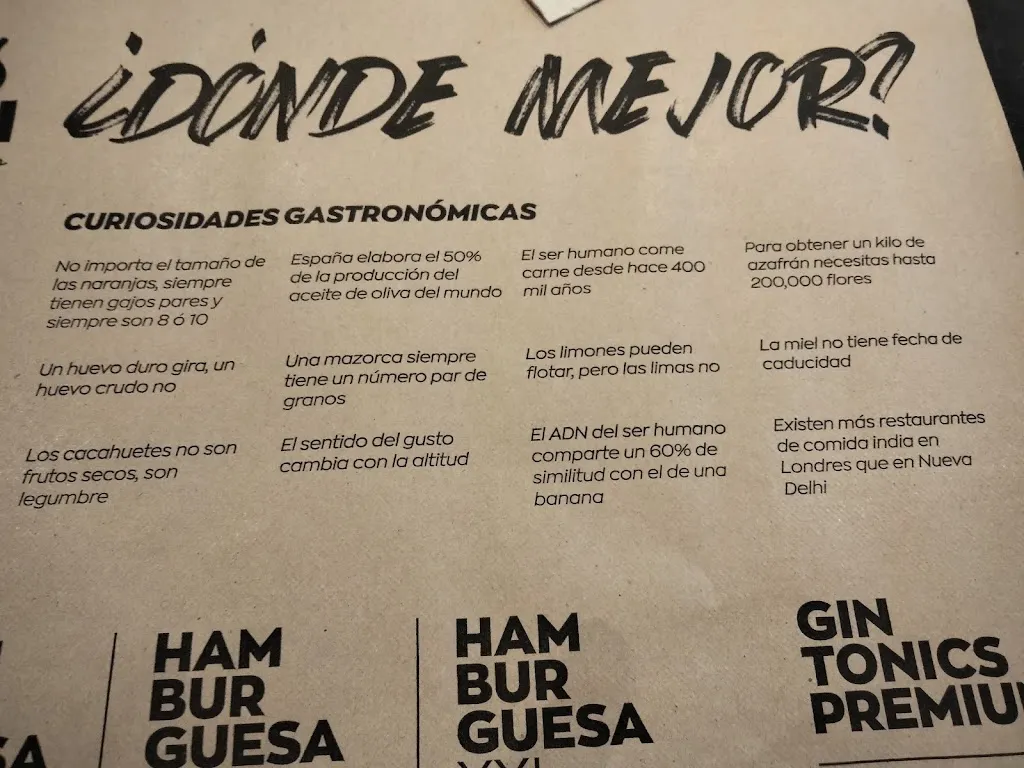 ¿DÓNDE MEJOR?
CURIOSIDADES GASTRONÓMICAS
No importa el tamaño de
las naranjas, siempre
tienen gajos pares y
siempre son 8 ó 10
España elabora el 50%
de la producción del
aceite de oliva del mundo
El ser humano come
carne desde hace 400
mil años
Para obtener un kilo de
azafrán necesitas hasta
200,000 flores
Un huevo duro gira, un
huevo crudo no
Una mazorca siempre
tiene un número par de
granos
Los limones pueden
flotar, pero las limas no
La miel no tiene fecha de
caducidad
Los cacahuetes no son
frutos secos, son
legumbre
El sentido del gusto
cambia con la altitud
El ADN del ser humano
comparte un 60% de
similitud con el de una
banana
Existen más restaurantes
de comida india en
Londres que en Nueva
Delhi
HAM
BUR
GUESA
HAM
BUR
GUESA
GIN
TONICS
PREMIU